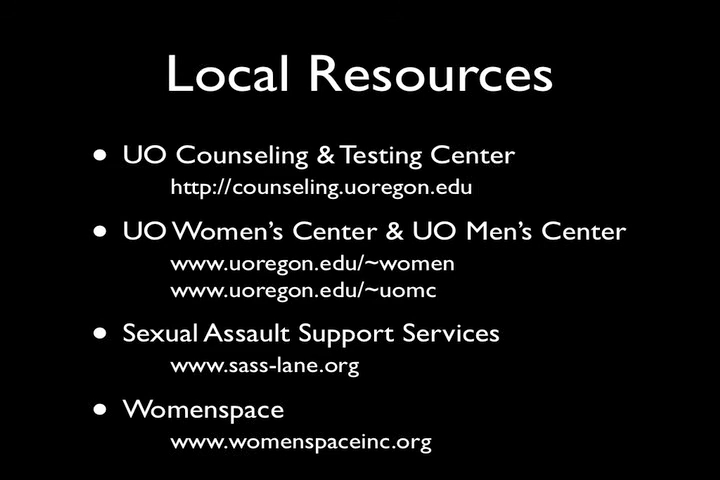 Local Resources
• UO Counseling & Testing Center
http://counseling.uoregon.edu
• UO Women's Center & UO Men's Center
www.uoregon.edu/~women
www.uoregon.edu/~uomc
• Sexual Assault Support Services
www.sass-lane.org
• Womenspace
www.womenspaceinc.org